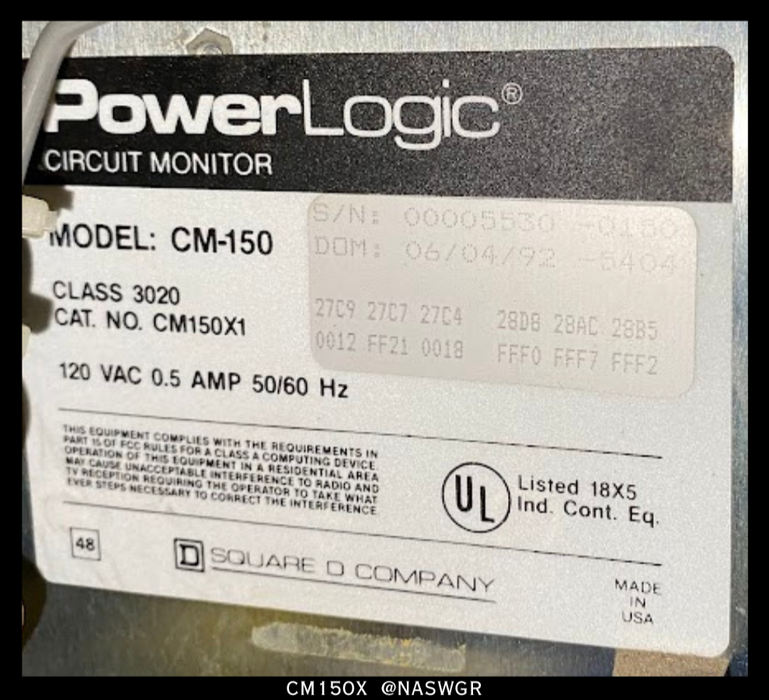 PowerLogic®
CIRCUIT MONITOR
MODEL: CM-150
S/N: 00005530 -0150
DOM: 06/04/92 -5404
CLASS 3020
CAT. NO. CM150X1
27C9 27C7 27C4 28D8 28AC 28B5
0012 FF21 0018 FFF0 FFF7 FFF2
120 VAC 0.5 AMP 50/60 Hz
THIS EQUIPMENT COMPLIES WITH THE REQUIREMENTS IN
PART 15 OF FCC RULES FOR A CLASS A COMPUTING DEVICE.
OPERATION OF THIS EQUIPMENT IN A RESIDENTIAL AREA
MAY CAUSE UNACCEPTABLE INTERFERENCE TO RADIO AND
TV RECEPTION REQUIRING THE OPERATOR TO TAKE WHAT
EVER STEPS NECESSARY TO CORRECT THE INTERFERENCE.
UL
Listed 18X5
Ind. Cont. Eq.
48
D SQUARE D COMPANY
MADE
IN
USA
CM150X @NASWGR